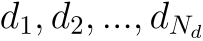 d_1, d_2, ..., d_{N_d}